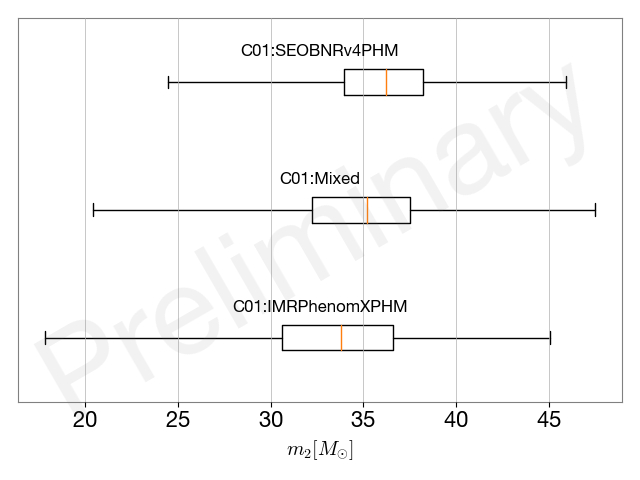 C01:SEOBNRv4PHM
C01:Mixed
C01:IMRPhenomXPHM
Preliminary
20 25 30 35 40 45
m₂[M☉]